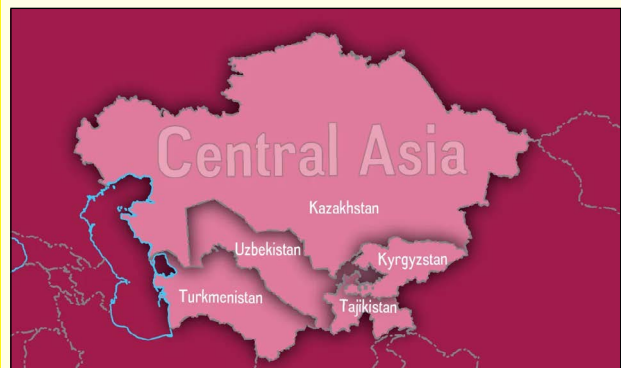 Central Asia
Kazakhstan
Uzbekistan
Kyrgyzstan
Turkmenistan
Tajikistan